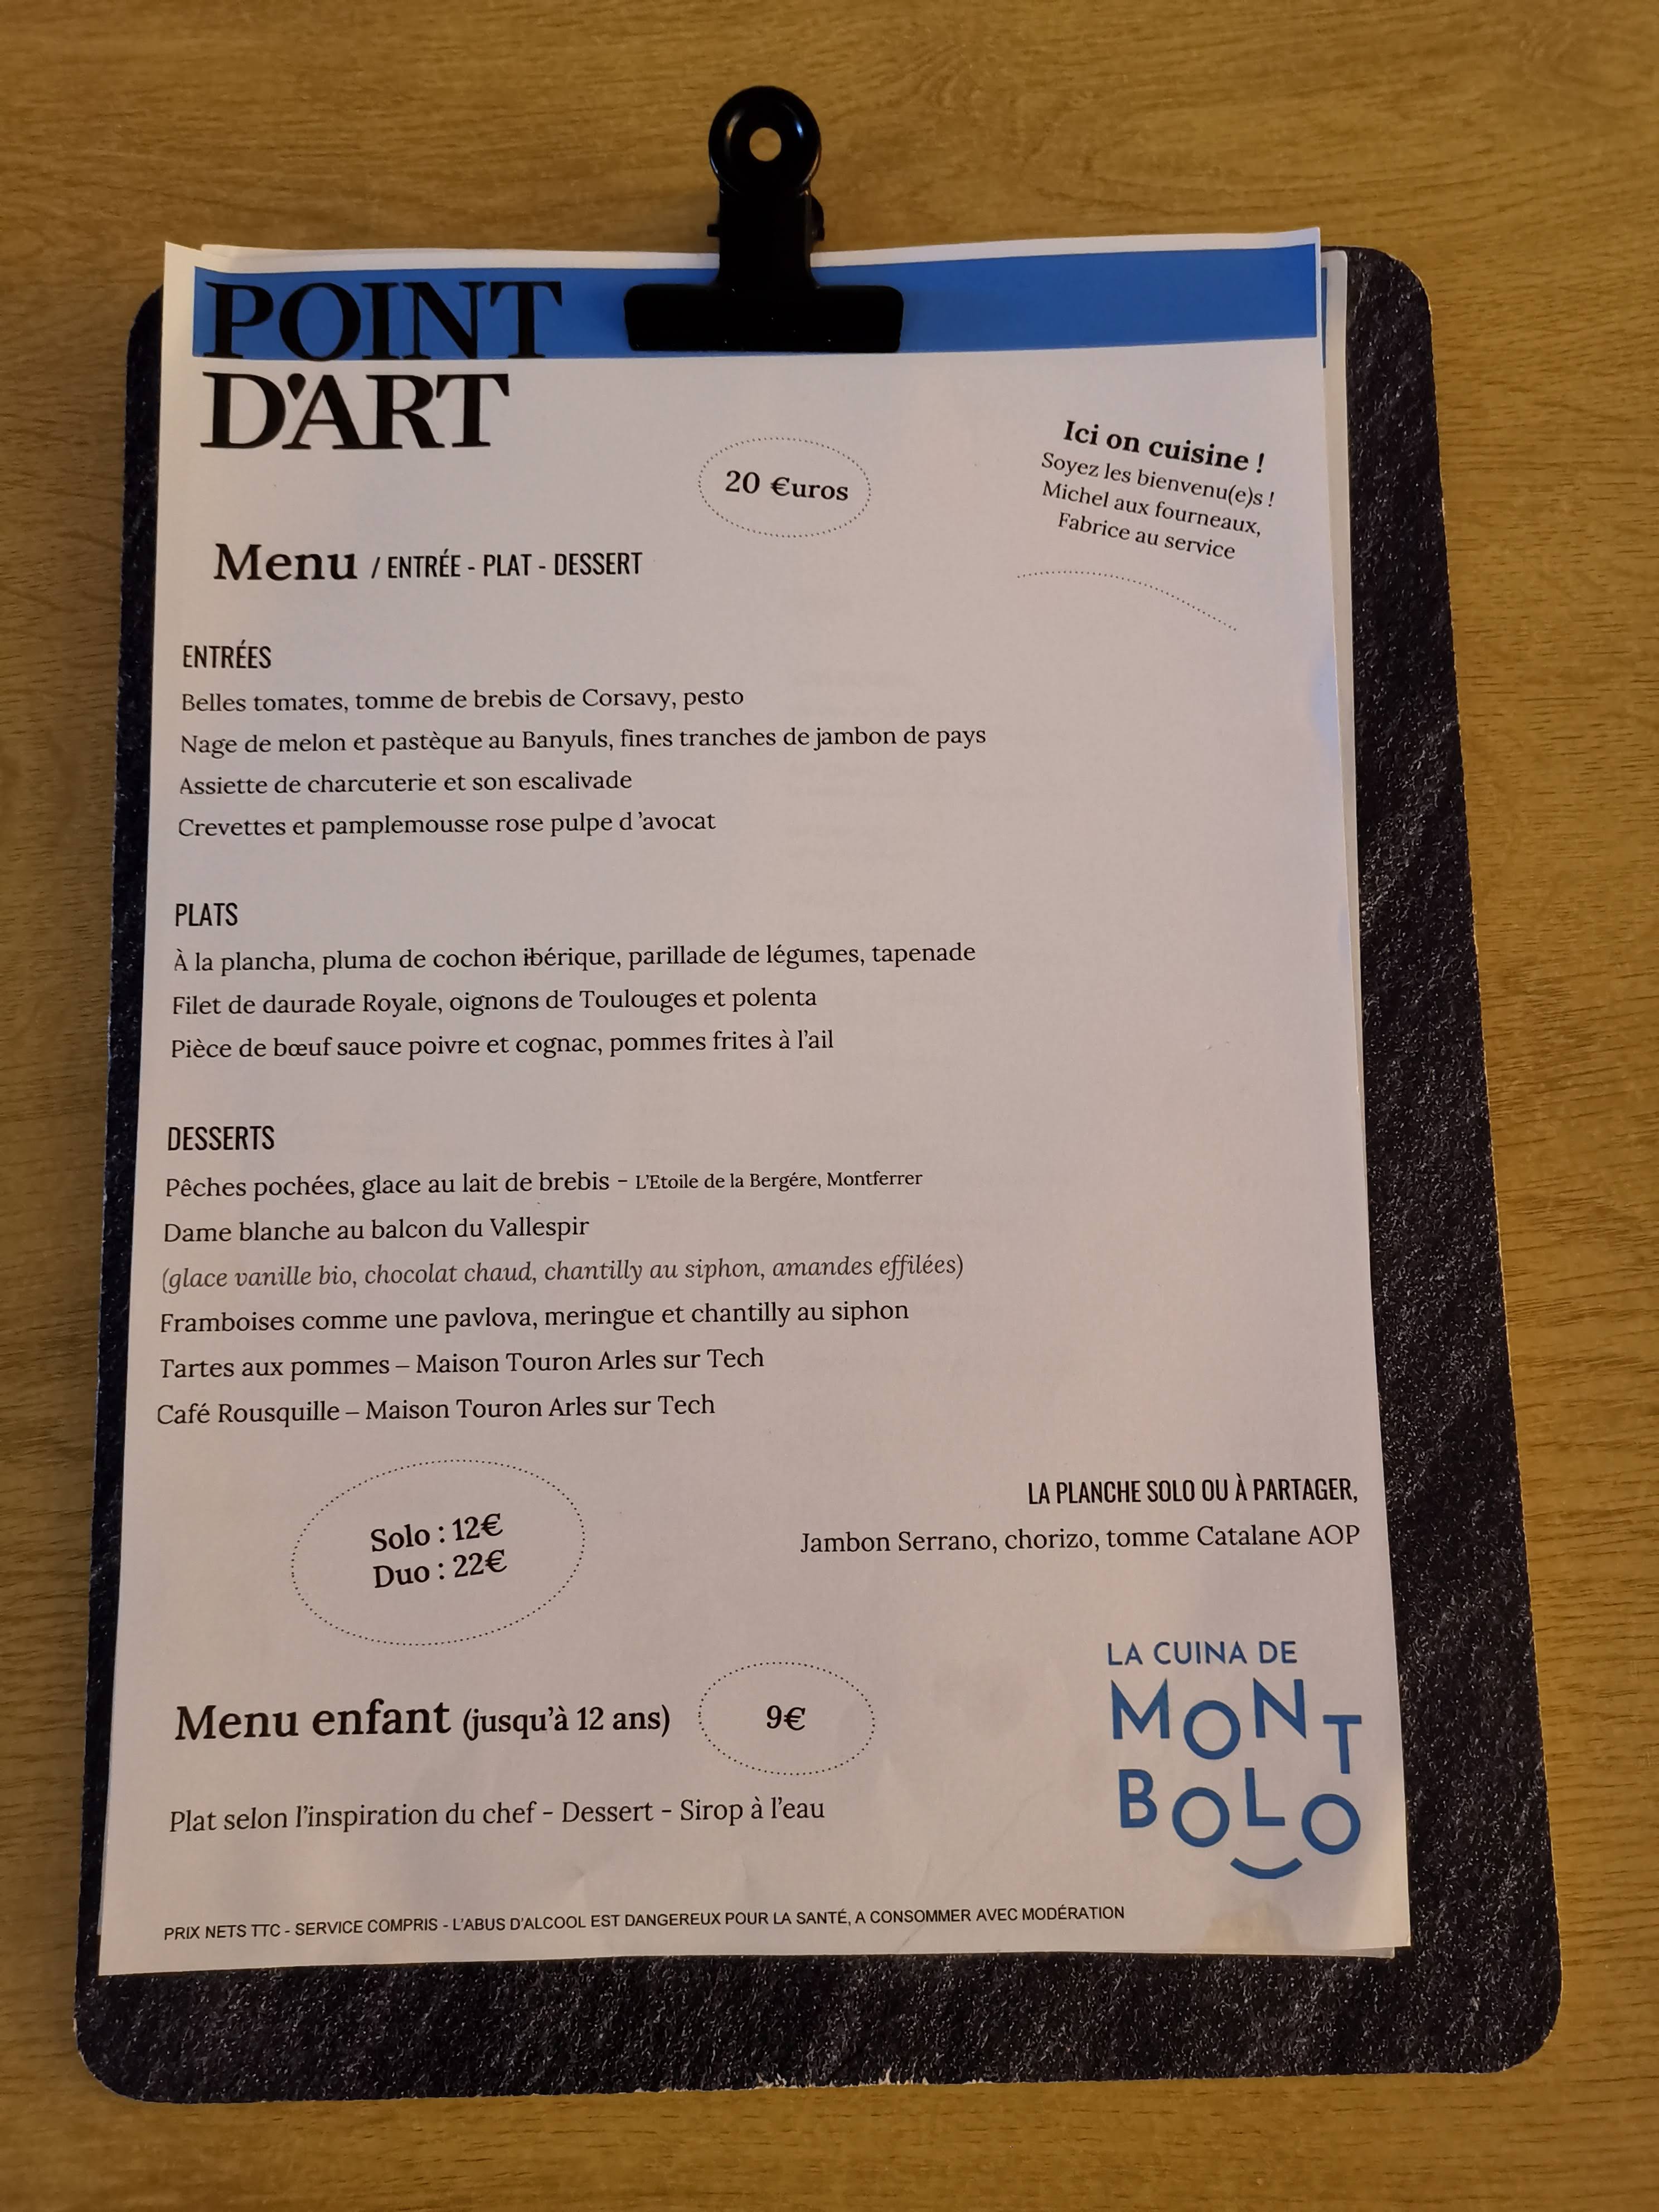 POINT
D'ART
20 €uros
Ici on cuisine !
Soyez les bienvenu(e)s !
Michel aux fourneaux,
Fabrice au service
Menu / ENTRÉE - PLAT - DESSERT
ENTRÉES
Belles tomates, tomme de brebis de Corsavy, pesto
Nage de melon et pastèque au Banyuls, fines tranches de jambon de pays
Assiette de charcuterie et son escalivade
Crevettes et pamplemousse rose pulpe d'avocat
PLATS
À la plancha, pluma de cochon ibérique, parillade de légumes, tapenade
Filet de daurade Royale, oignons de Toulouges et polenta
Pièce de bœuf sauce poivre et cognac, pommes frites à l'ail
DESSERTS
Pêches pochées, glace au lait de brebis - L'Etoile de la Bergére, Montferrer
Dame blanche au balcon du Vallespir
(glace vanille bio, chocolat chaud, chantilly au siphon, amandes effilées)
Framboises comme une pavlova, meringue et chantilly au siphon
Tartes aux pommes – Maison Touron Arles sur Tech
Café Rousquille – Maison Touron Arles sur Tech
Solo : 12€
Duo : 22€
LA PLANCHE SOLO OU À PARTAGER,
Jambon Serrano, chorizo, tomme Catalane AOP
Menu enfant (jusqu'à 12 ans)
9€
Plat selon l'inspiration du chef - Dessert - Sirop à l'eau
LA CUINA DE
MONT
BOLO
PRIX NETS TTC - SERVICE COMPRIS - L'ABUS D'ALCOOL EST DANGEREUX POUR LA SANTÉ, A CONSOMMER AVEC MODÉRATION